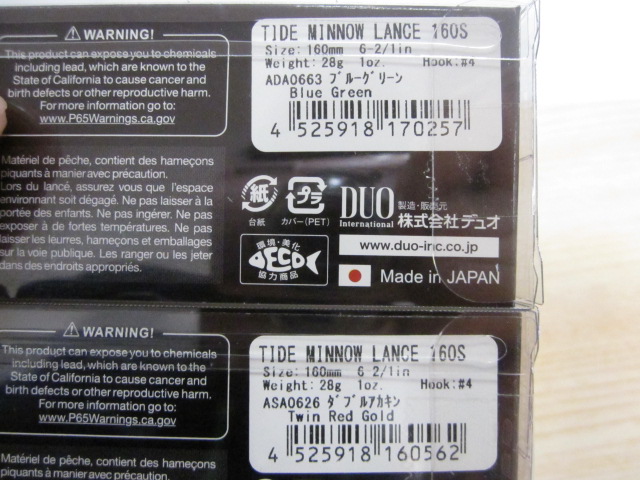 WARNING!
This product can expose you to chemicals
including lead, which are known to the
State of California to cause cancer and
birth defects or other reproductive harm.
For more information go to:
www.P65Warnings.ca.gov
Matériel de pêche, contient des hameçons
piquants à manier avec précaution.
Lors du lancé, assurez vous que l'espace
environnant soit dégagé. Ne pas laisser à la
portée des enfants. Ne pas ingérer. Ne pas
exposer à de fortes températures. Ne pas
laisser les leurres, hameçons et emballages
sur la voie publique. Les ranger ou les jeter
dans des endroits appropriés.
TIDE MINNOW LANCE 160S
Size: 160mm 6-2/1in
Weight: 28g 1oz. Hook:#4
ADA0663 ブルーグリーン
Blue Green
4 525918 170257
紙
台紙
プラ
カバー(PET)
DUO
International
製造・販売元
株式会社デュオ
www.duo-inc.co.jp
環境・美化
ECO
協力商品
Made in JAPAN
WARNING!
This product can expose you to chemicals
including lead, which are known to the
State of California to cause cancer and
birth defects or other reproductive harm.
For more information go to:
www.P65Warnings.ca.gov
Matériel de pêche, contient des hameçons
piquants à manier avec précaution.
TIDE MINNOW LANCE 160S
Size: 160mm 6-2/1in
Weight: 28g 1oz. Hook:#4
ASA0626 ダブルアカキン
Twin Red Gold
4 525918 160562